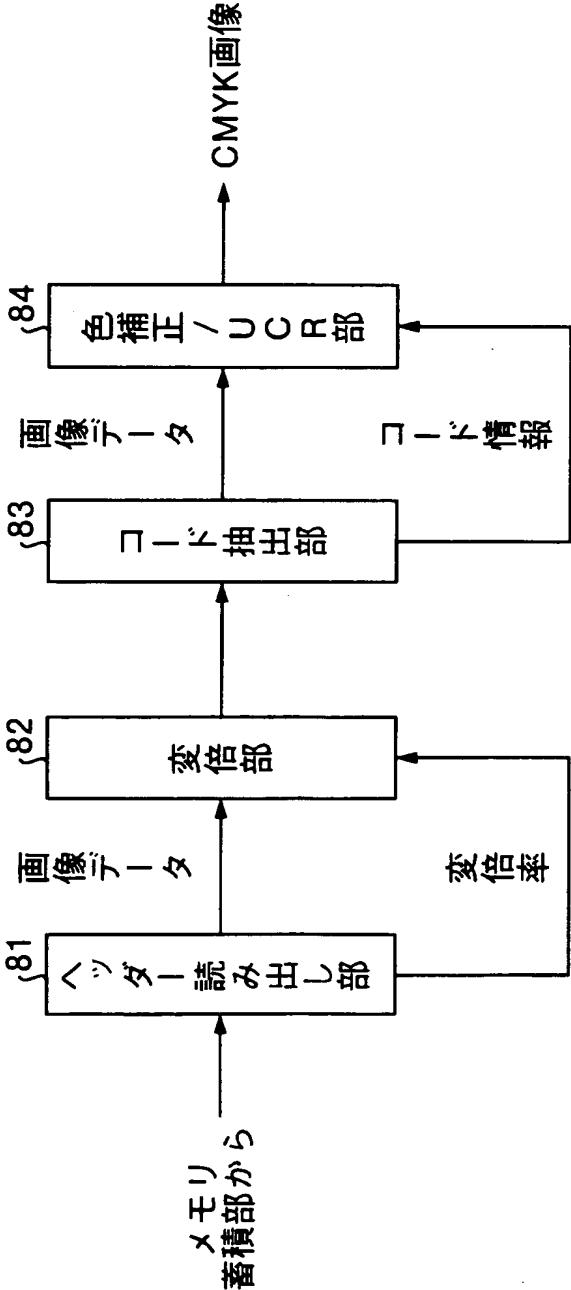 メモリ
蓄積部から
81
ヘッダー読み出し部
画像データ
変倍率
82
変倍部
83
コード抽出部
画像データ
コード情報
84
色補正/UCR部
CMYK画像